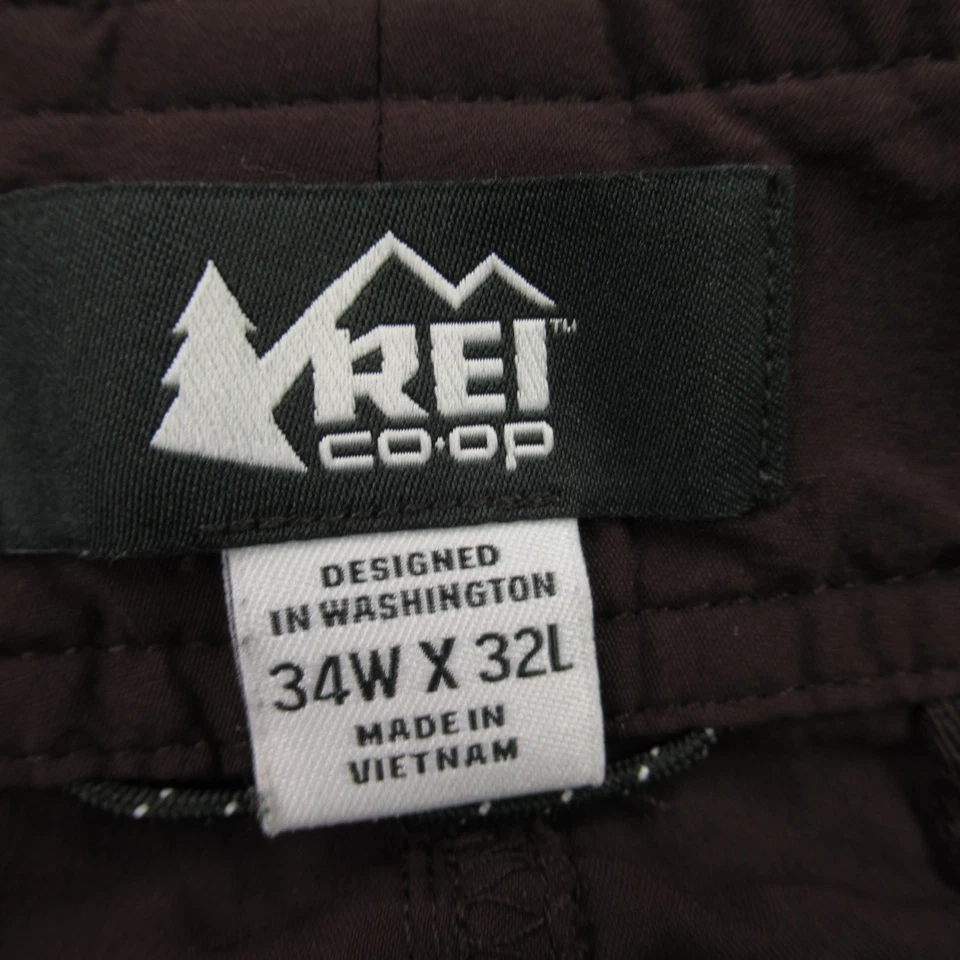 REI™
co·op
DESIGNED
IN WASHINGTON
34W X 32L
MADE IN
VIETNAM